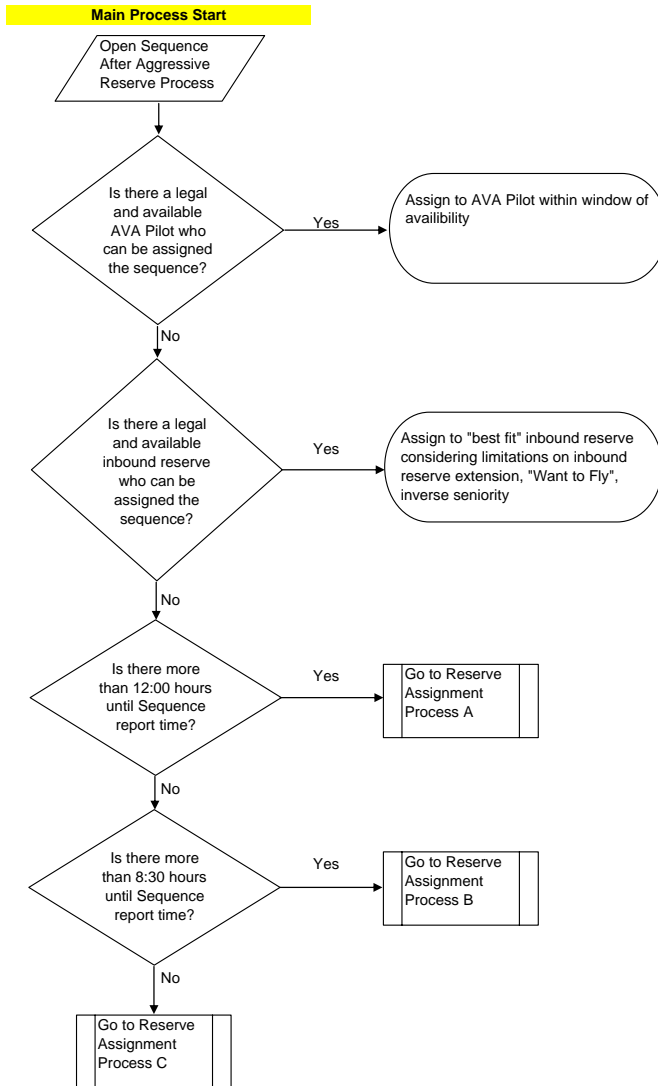 Main Process Start
Open Sequence
After Aggressive
Reserve Process
Is there a legal
and available
AVA Pilot who
can be assigned
the sequence?
Yes
Assign to AVA Pilot within window of
availibility
No
Is there a legal
and available
inbound reserve
who can be
assigned the
sequence?
Yes
Assign to "best fit" inbound reserve
considering limitations on inbound
reserve extension, "Want to Fly",
inverse seniority
No
Is there more
than 12:00 hours
until Sequence
report time?
Yes
Go to Reserve
Assignment
Process A
No
Is there more
than 8:30 hours
until Sequence
report time?
Yes
Go to Reserve
Assignment
Process B
No
Go to Reserve
Assignment
Process C